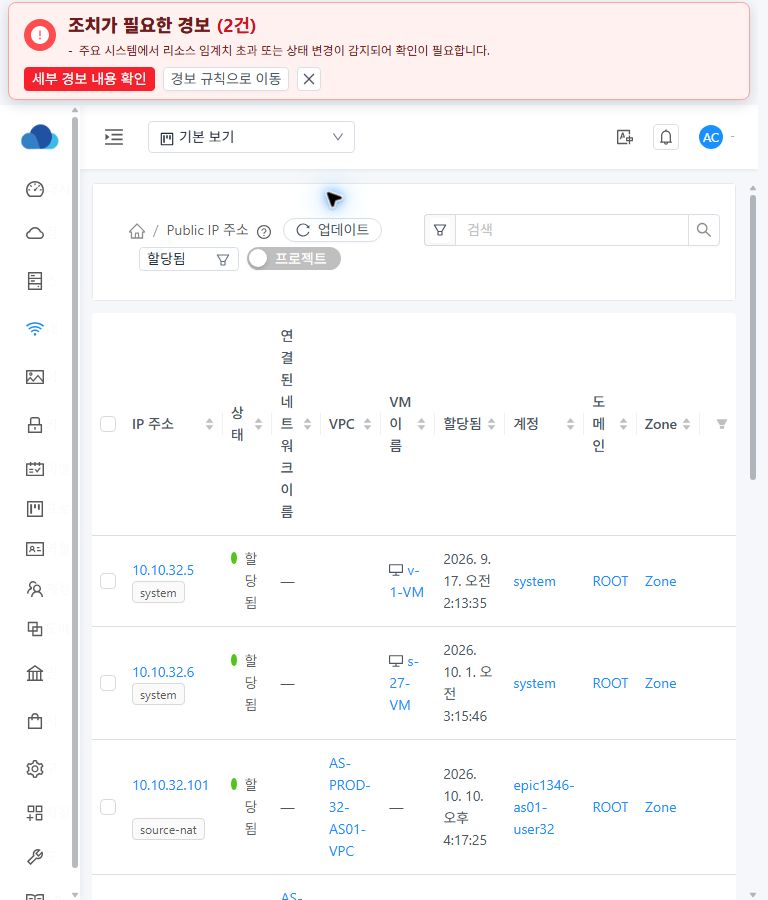 조치가 필요한 경보 (2건)
- 주요 시스템에서 리소스 임계치 초과 또는 상태 변경이 감지되어 확인이 필요합니다.
세부 경보 내용 확인
경보 규칙으로 이동
기본 보기
AC
/ Public IP 주소
업데이트
검색
할당됨
프로젝트
IP 주소
상
태
연
결
된
네
트
워
크
이
름
VPC
VM
이
름
할당됨
계정
도
메
인
Zone
10.10.32.5
system
할
당
됨
—
v-
1-VM
2026. 9.
17. 오전
2:13:35
system
ROOT
Zone
10.10.32.6
system
할
당
됨
—
s-
27-
VM
2026.
10. 1. 오
전
3:15:46
system
ROOT
Zone
10.10.32.101
source-nat
할
당
됨
—
AS-
PROD-
32-
AS01-
VPC
—
2026.
10. 10.
오후
4:17:25
epic1346-
as01-
user32
ROOT
Zone
AS-